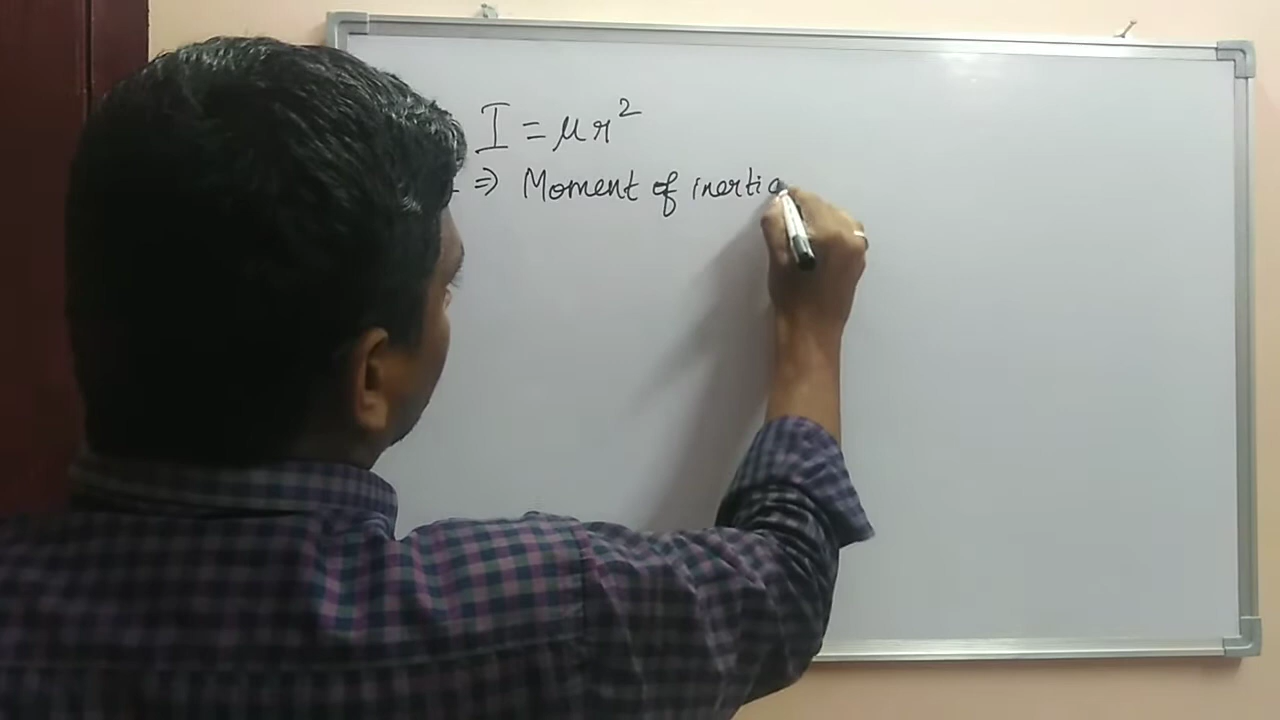 I = μr²
⇒ Moment of inertia